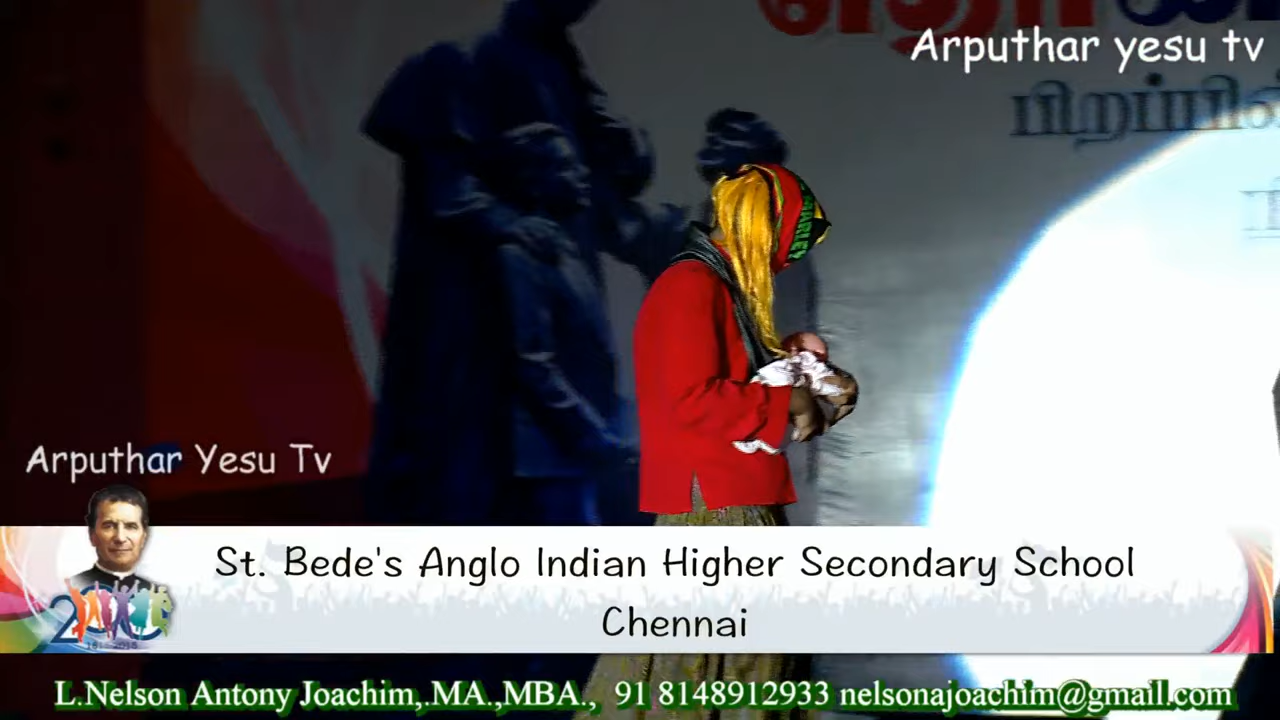 Arputhar yesu tv
Arputhar Yesu Tv
St. Bede's Anglo Indian Higher Secondary School
Chennai
L.Nelson Antony Joachim,.MA.,MBA., 91 8148912933 nelsonajoachim@gmail.com